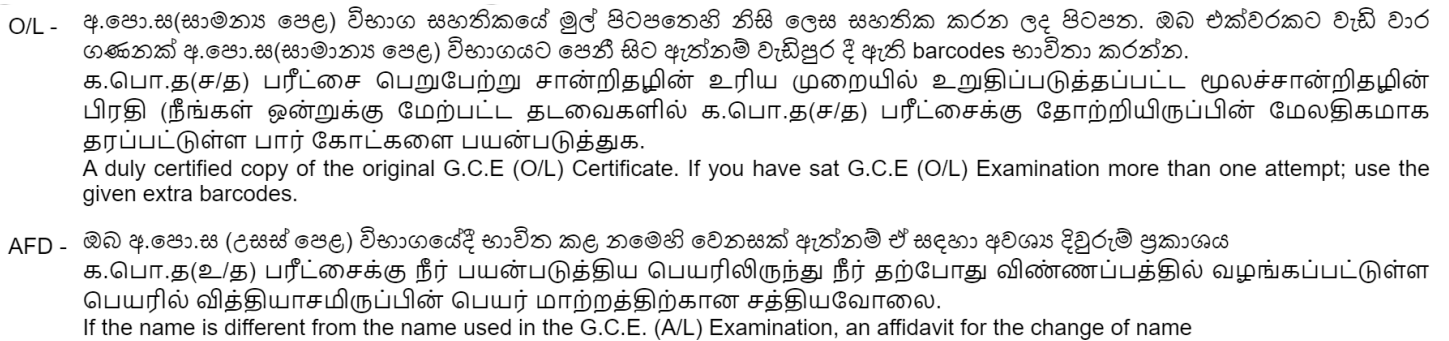 O/L - අ.පො.ස(සාමන්‍ය පෙළ) විභාග සහතිකයේ මුල් පිටපතෙහි නිසි ලෙස සහතික කරන ලද පිටපත. ඔබ එක්වරකට වැඩි වාර
ගණනක් අ.පො.ස(සාමාන්‍ය පෙළ) විභාගයට පෙනී සිට ඇත්නම් වැඩිපුර දී ඇති barcodes භාවිතා කරන්න.
க.பொ.த(ச/த) பரீட்சை பெறுபேற்று சான்றிதழின் உரிய முறையில் உறுதிப்படுத்தப்பட்ட மூலச்சான்றிதழின்
பிரதி (நீங்கள் ஒன்றுக்கு மேற்பட்ட தடவைகளில் க.பொ.த(ச/த) பரீட்சைக்கு தோற்றியிருப்பின் மேலதிகமாக
தரப்பட்டுள்ள பார் கோட்களை பயன்படுத்துக.
A duly certified copy of the original G.C.E (O/L) Certificate. If you have sat G.C.E (O/L) Examination more than one attempt; use the
given extra barcodes.
AFD - ඔබ අ.පො.ස (උසස් පෙළ) විභාගයේදී භාවිත කළ නමෙහි වෙනසක් ඇත්නම් ඒ සඳහා අවශ්‍ය දිවුරුම් ප්‍රකාශය
க.பொ.த(உ/த) பரீட்சைக்கு நீர் பயன்படுத்திய பெயரிலிருந்து நீர் தற்போது விண்ணப்பத்தில் வழங்கப்பட்டுள்ள
பெயரில் வித்தியாசமிருப்பின் பெயர் மாற்றத்திற்கான சத்தியவோலை.
If the name is different from the name used in the G.C.E. (A/L) Examination, an affidavit for the change of name